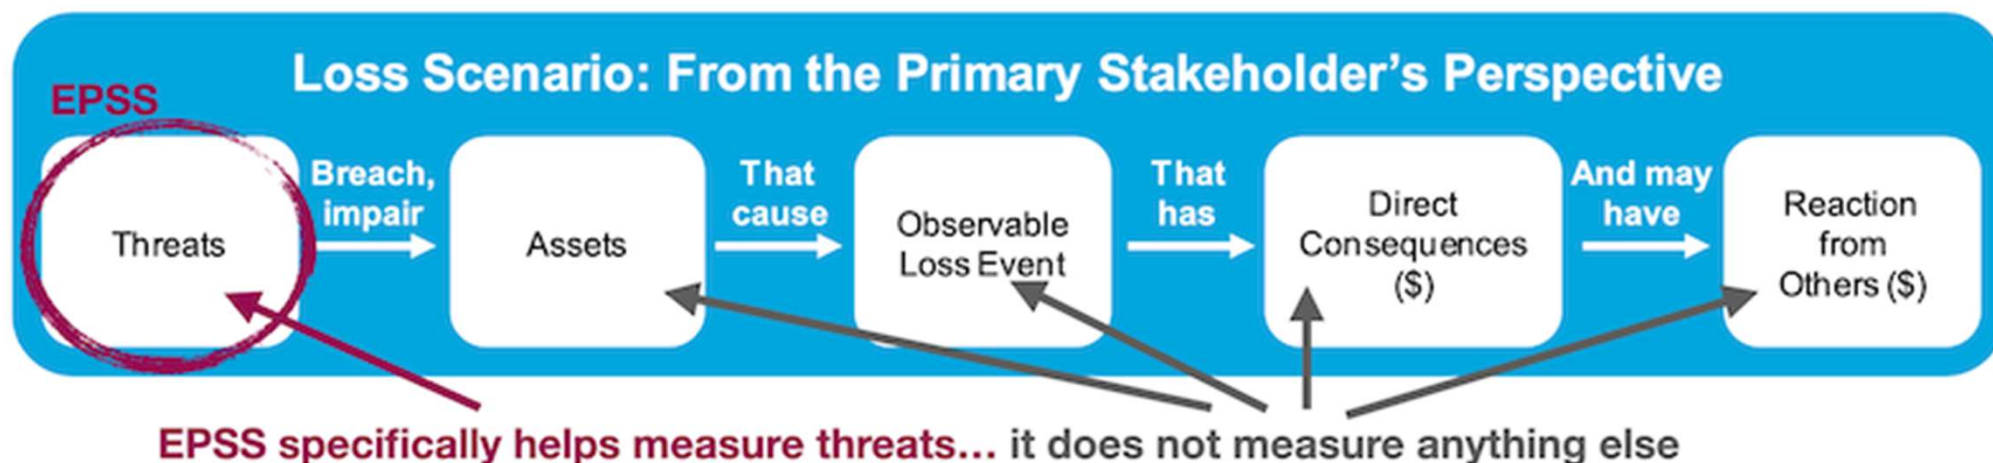 Loss Scenario: From the Primary Stakeholder's Perspective
EPSS
Threats
Breach,
impair
Assets
That
cause
Observable
Loss Event
That
has
Direct
Consequences
($)
And may
have
Reaction
from
Others ($)
EPSS specifically helps measure threats... it does not measure anything else